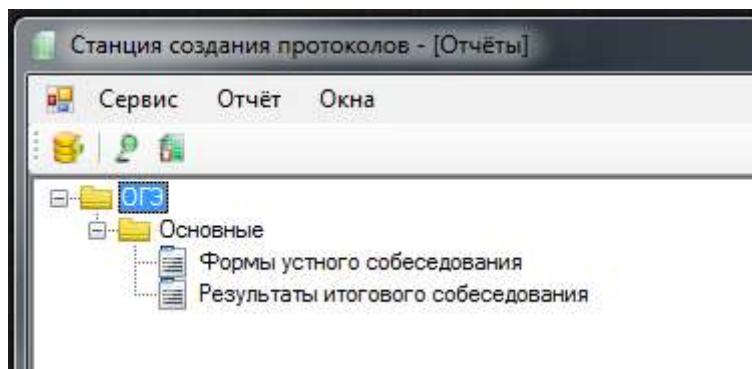 Станция создания протоколов - [Отчёты]
Сервис Отчёт Окна
ОГЭ
Основные
Формы устного собеседования
Результаты итогового собеседования